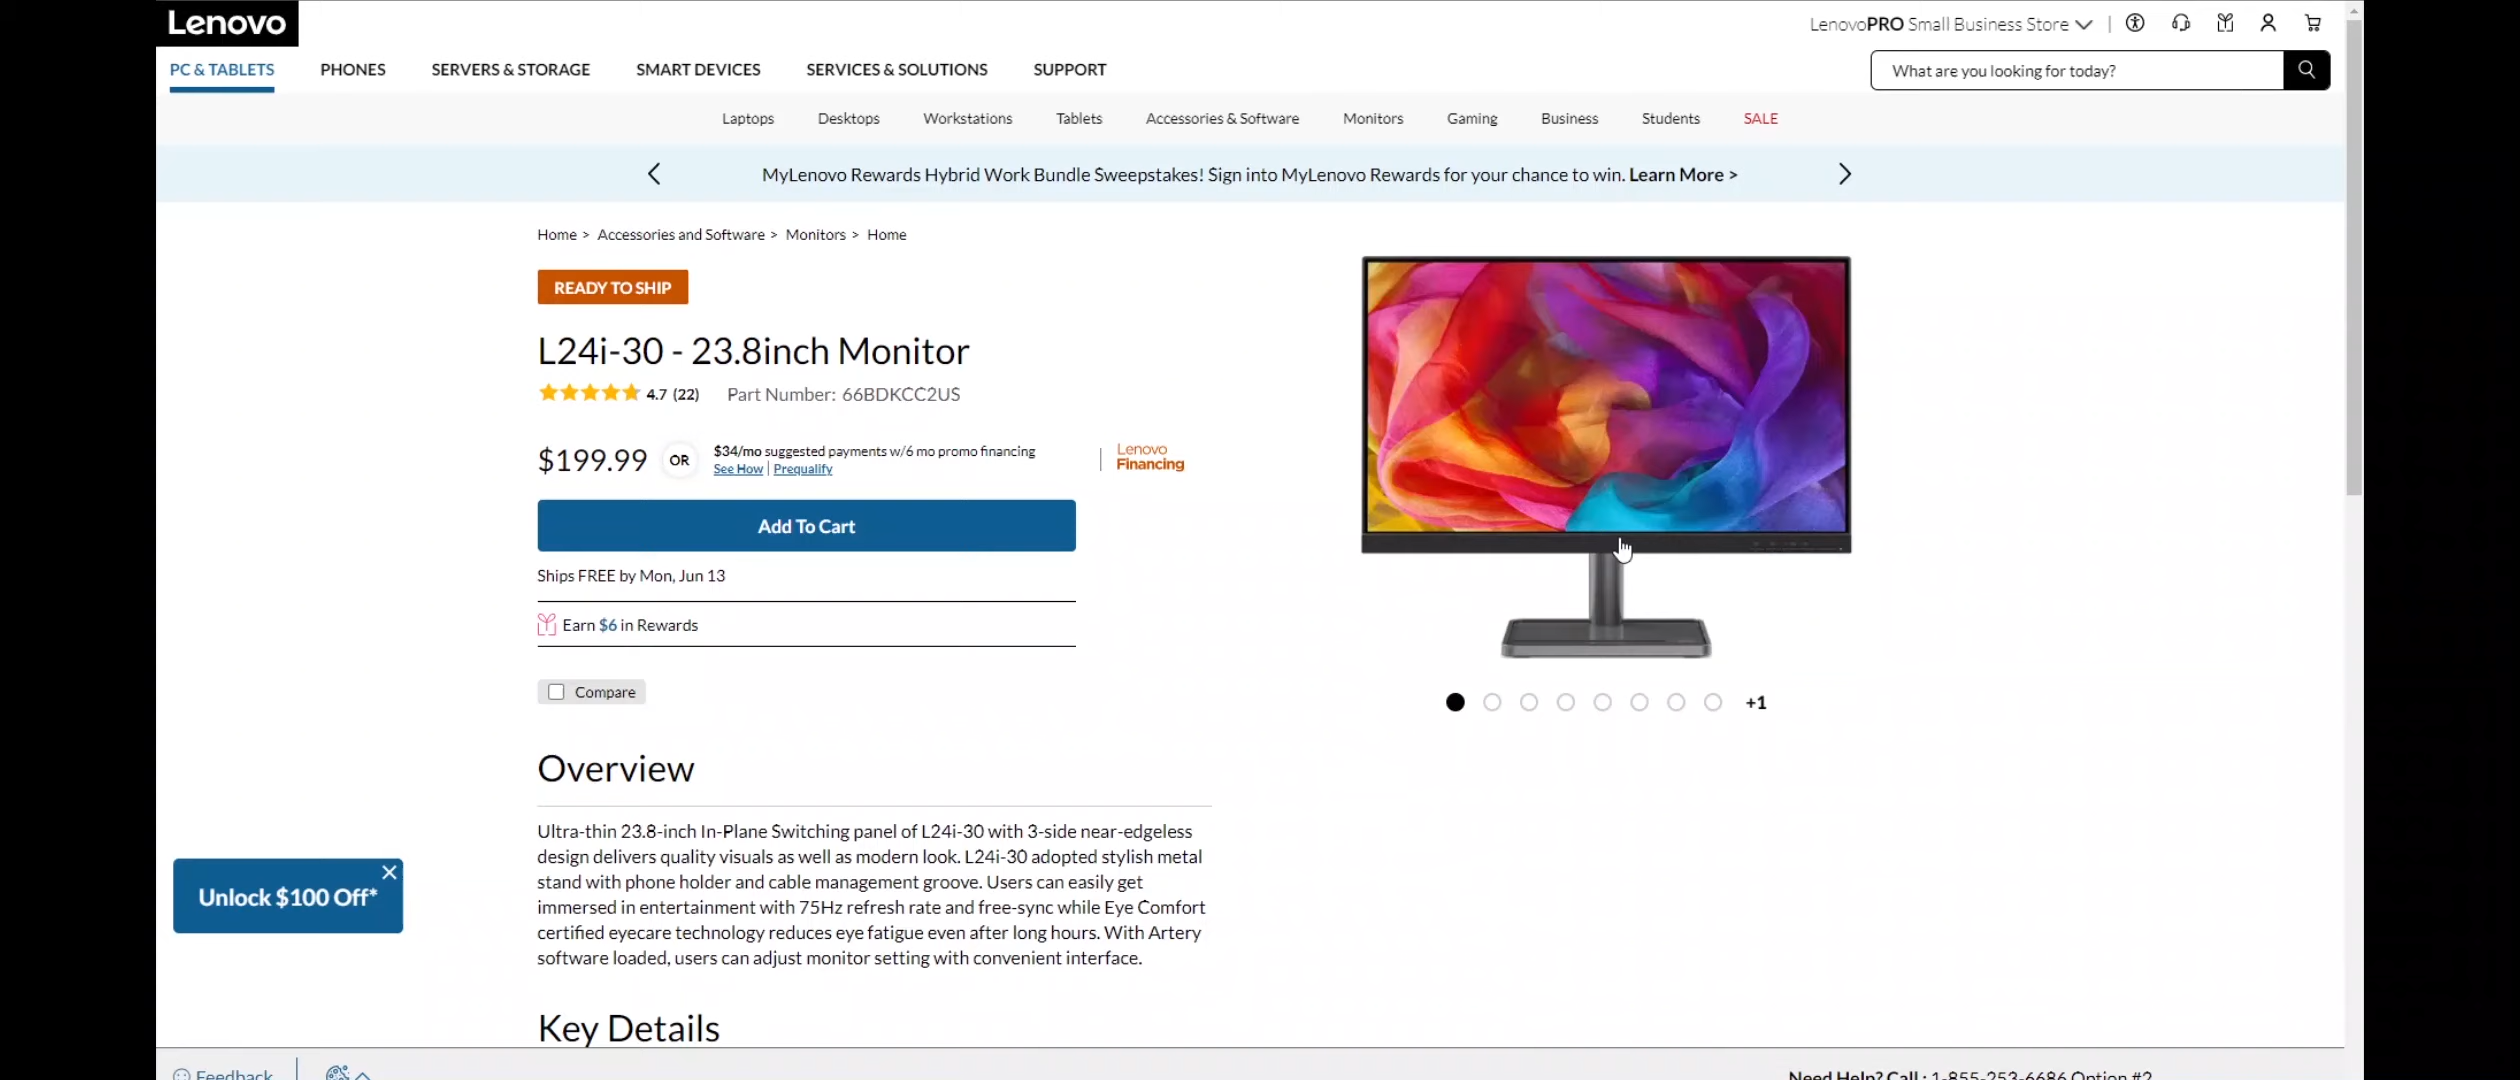 Lenovo
LenovoPRO Small Business Store
PC & TABLETS PHONES SERVERS & STORAGE SMART DEVICES SERVICES & SOLUTIONS SUPPORT
What are you looking for today?
Laptops Desktops Workstations Tablets Accessories & Software Monitors Gaming Business Students SALE
MyLenovo Rewards Hybrid Work Bundle Sweepstakes! Sign into MyLenovo Rewards for your chance to win. Learn More >
Home > Accessories and Software > Monitors > Home
READY TO SHIP
L24i-30 - 23.8inch Monitor
4.7 (22) Part Number: 66BDKCC2US
$199.99 OR $34/mo suggested payments w/6 mo promo financing
See How | Prequalify
Lenovo
Financing
Add To Cart
Ships FREE by Mon, Jun 13
Earn $6 in Rewards
Compare
+1
Overview
Ultra-thin 23.8-inch In-Plane Switching panel of L24i-30 with 3-side near-edgeless
design delivers quality visuals as well as modern look. L24i-30 adopted stylish metal
stand with phone holder and cable management groove. Users can easily get
immersed in entertainment with 75Hz refresh rate and free-sync while Eye Comfort
certified eyecare technology reduces eye fatigue even after long hours. With Artery
software loaded, users can adjust monitor setting with convenient interface.
Unlock $100 Off*
Key Details
Feedback
Need Help? Call : 1-855-253-6686 Option #2